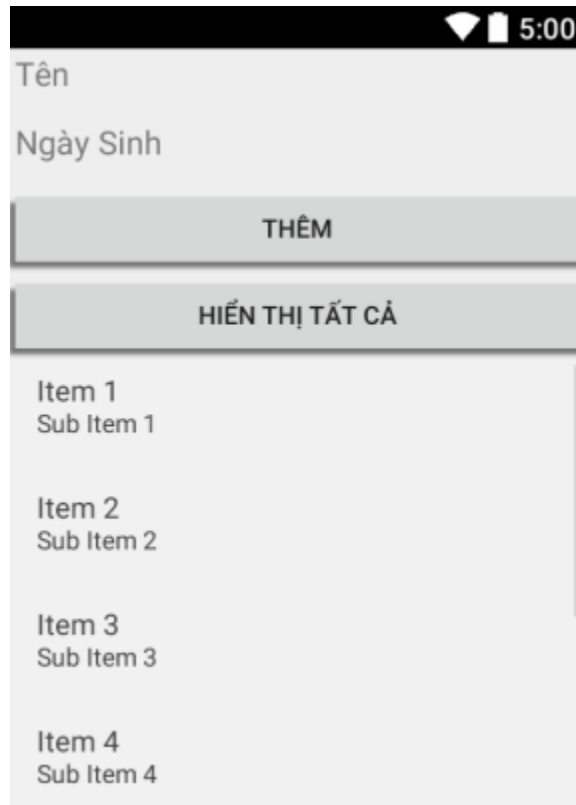 5:00
Tên
Ngày Sinh
THÊM
HIỂN THỊ TẤT CẢ
Item 1
Sub Item 1
Item 2
Sub Item 2
Item 3
Sub Item 3
Item 4
Sub Item 4